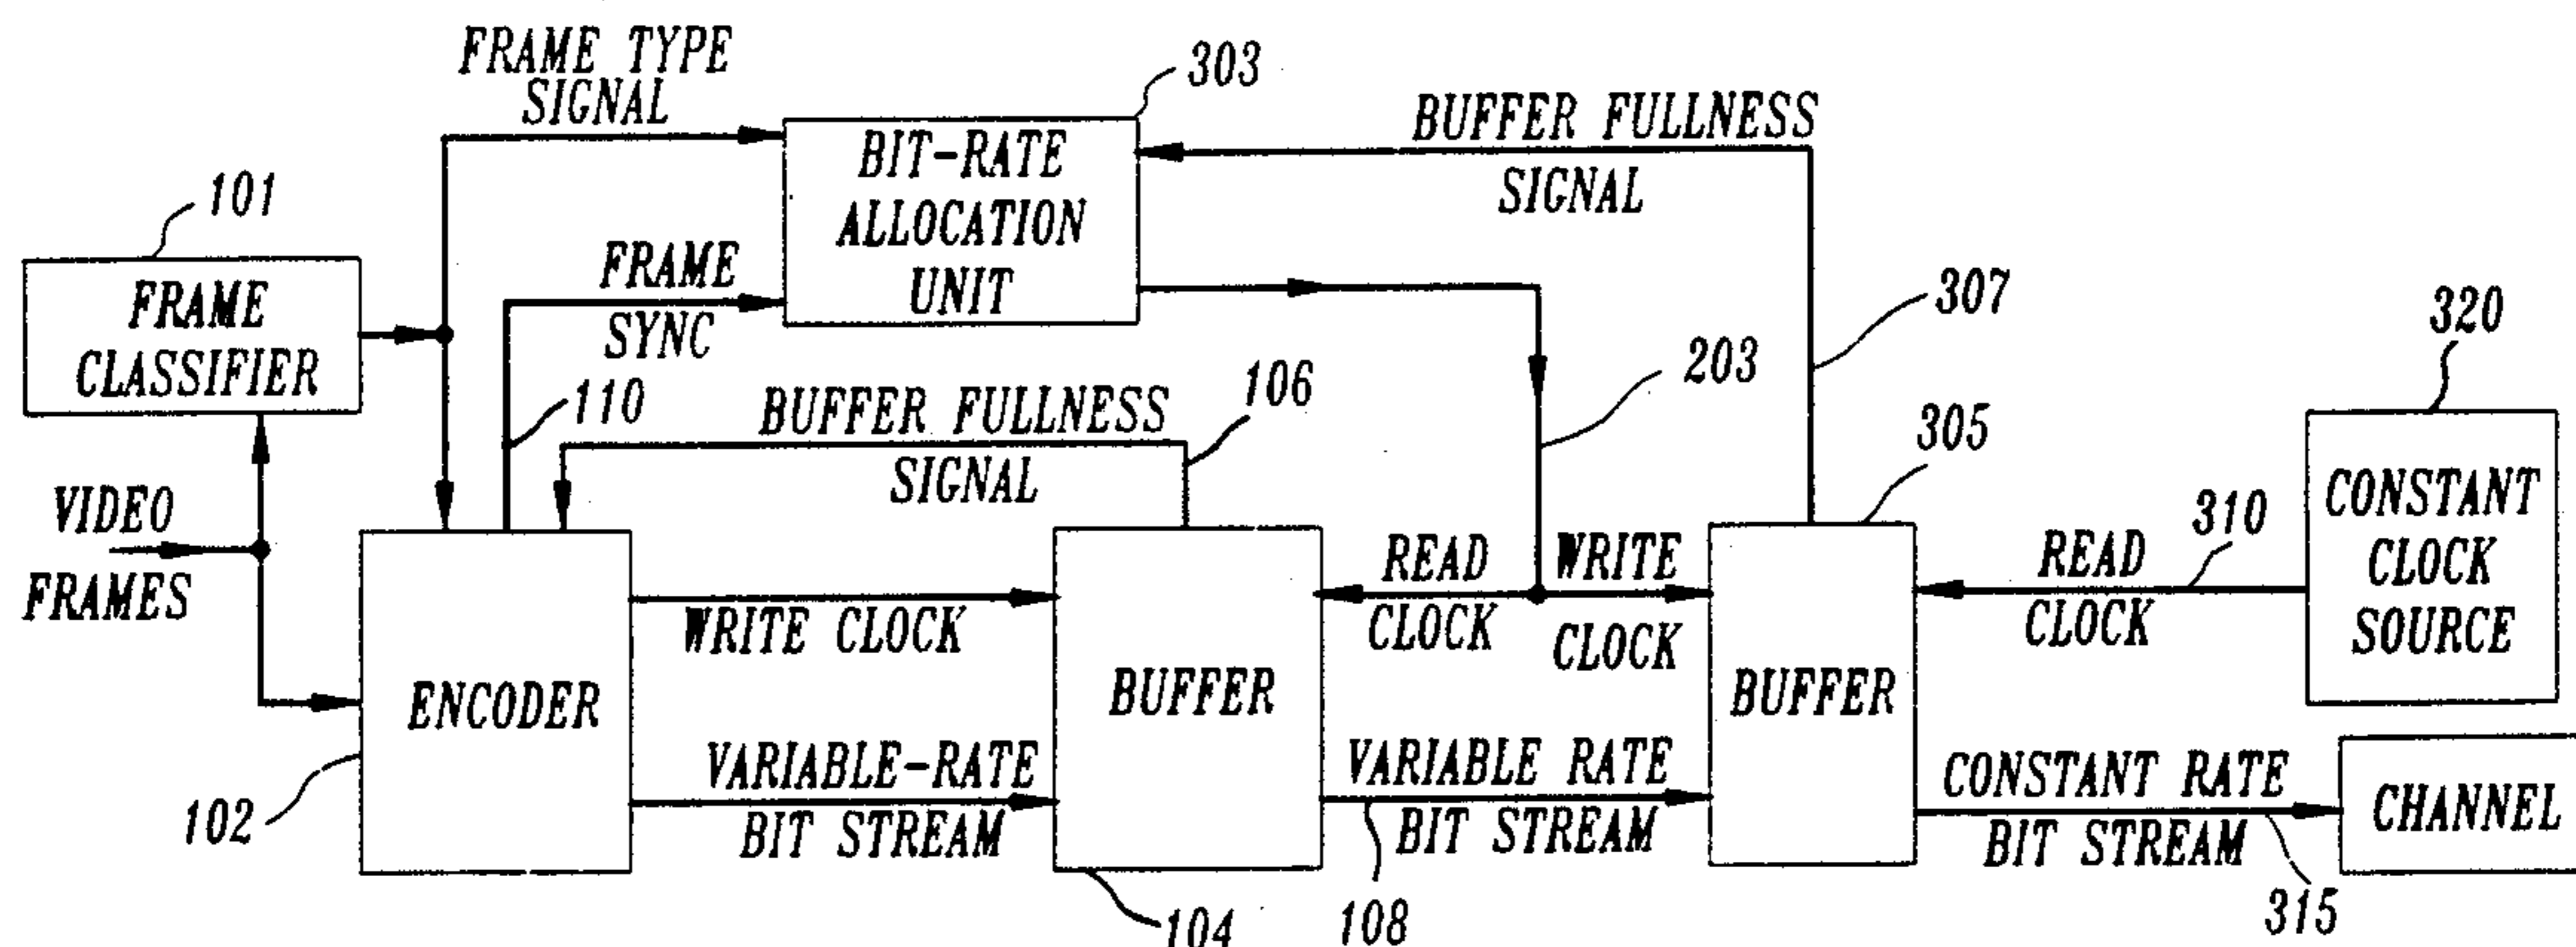 FRAME TYPE
SIGNAL
303
BIT-RATE
ALLOCATION
UNIT
BUFFER FULLNESS
SIGNAL
101
FRAME
CLASSIFIER
FRAME
SYNC
110
307
203
320
CONSTANT
CLOCK
SOURCE
BUFFER FULLNESS
SIGNAL
106
305
310
VIDEO
FRAMES
ENCODER
102
WRITE CLOCK
VARIABLE-RATE
BIT STREAM
BUFFER
104
READ
CLOCK
WRITE
CLOCK
VARIABLE RATE
BIT STREAM
108
BUFFER
READ
CLOCK
CONSTANT RATE
BIT STREAM
315
CHANNEL